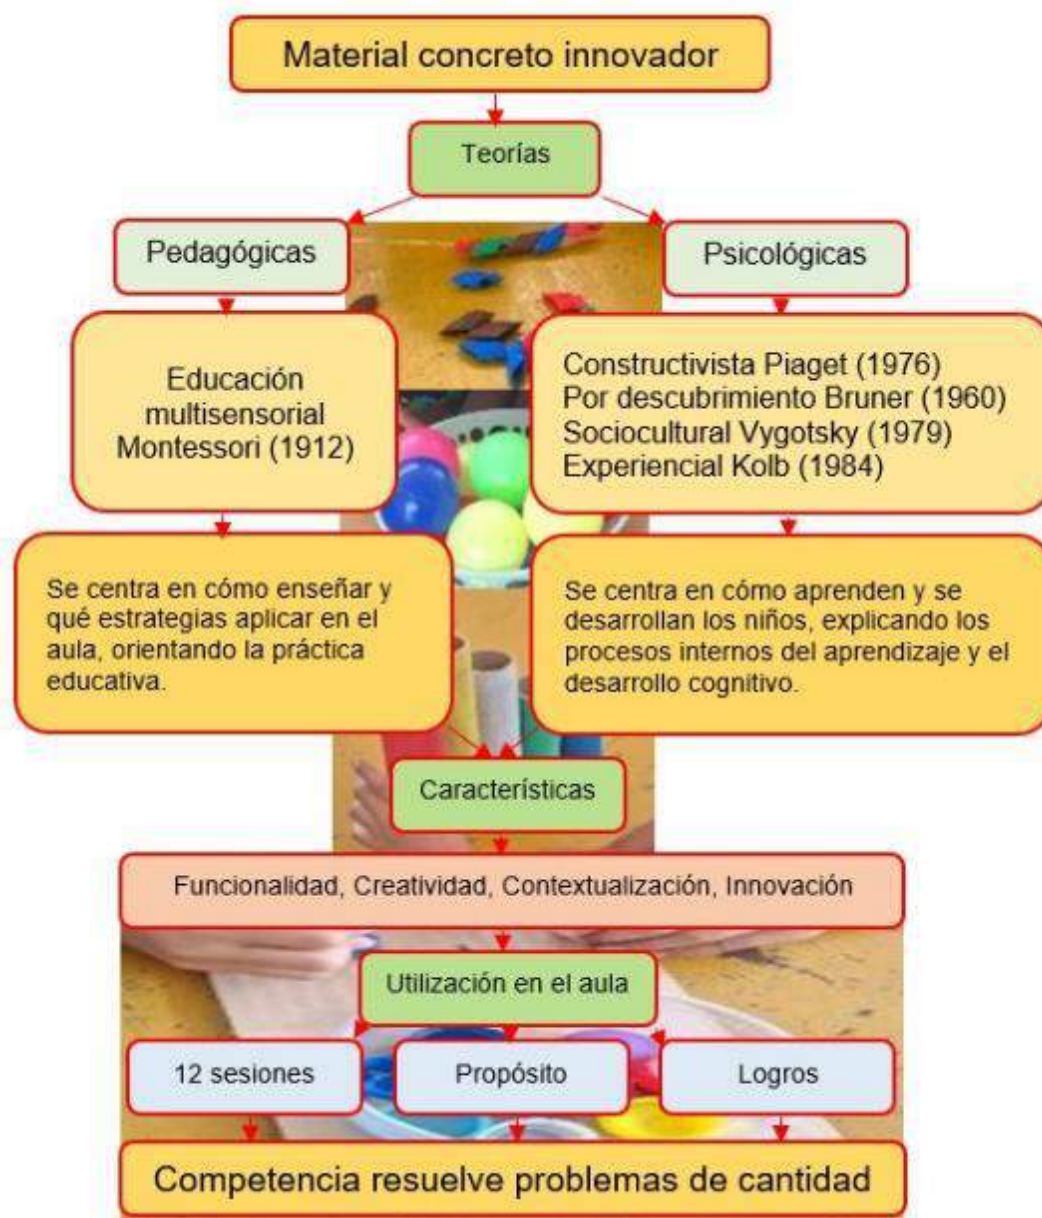 Material concreto innovador
Teorías
Pedagógicas
Psicológicas
Educación
multisensorial
Montessori (1912)
Constructivista Piaget (1976)
Por descubrimiento Bruner (1960)
Sociocultural Vygotsky (1979)
Experiencial Kolb (1984)
Se centra en cómo enseñar y
qué estrategias aplicar en el
aula, orientando la práctica
educativa.
Se centra en cómo aprenden y se
desarrollan los niños, explicando los
procesos internos del aprendizaje y el
desarrollo cognitivo.
Características
Funcionalidad, Creatividad, Contextualización, Innovación
Utilización en el aula
12 sesiones
Propósito
Logros
Competencia resuelve problemas de cantidad